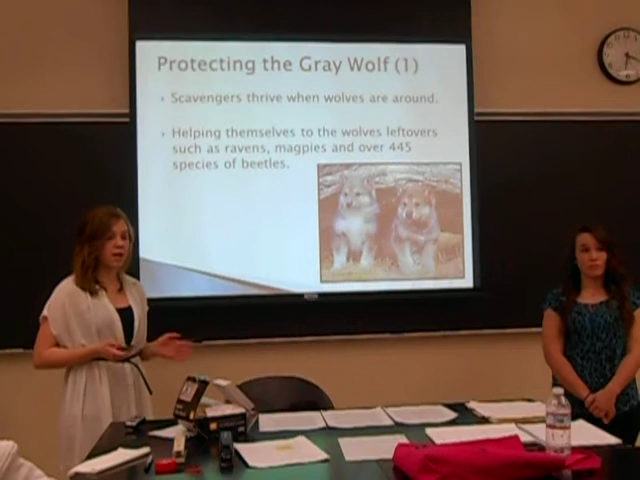 Protecting the Gray Wolf (1)
Scavengers thrive when wolves are around.
Helping themselves to the wolves leftovers
such as ravens, magpies and over 445
species of beetles.